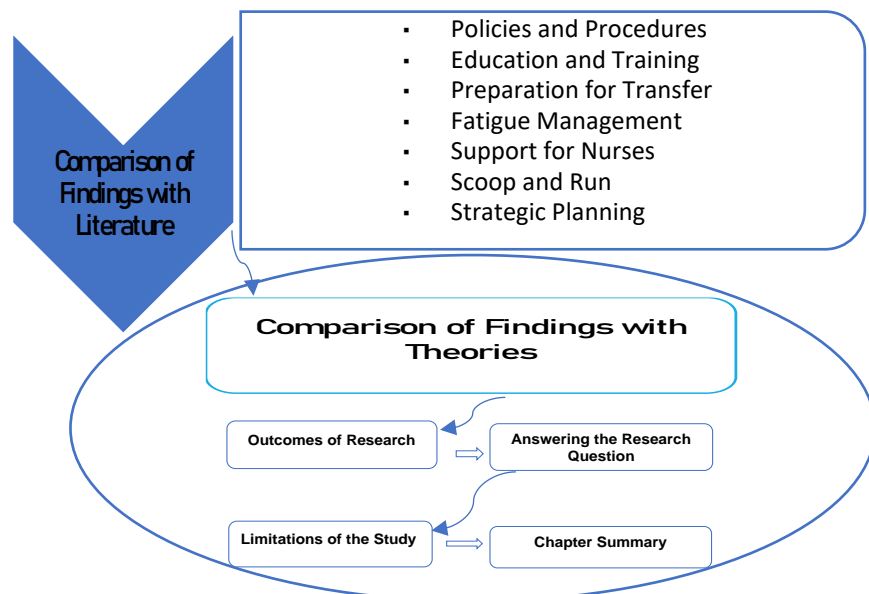 ▪ Policies and Procedures
▪ Education and Training
▪ Preparation for Transfer
▪ Fatigue Management
▪ Support for Nurses
▪ Scoop and Run
▪ Strategic Planning
Comparison of
Findings with
Literature
Comparison of Findings with
Theories
Outcomes of Research
Answering the Research
Question
Limitations of the Study
Chapter Summary